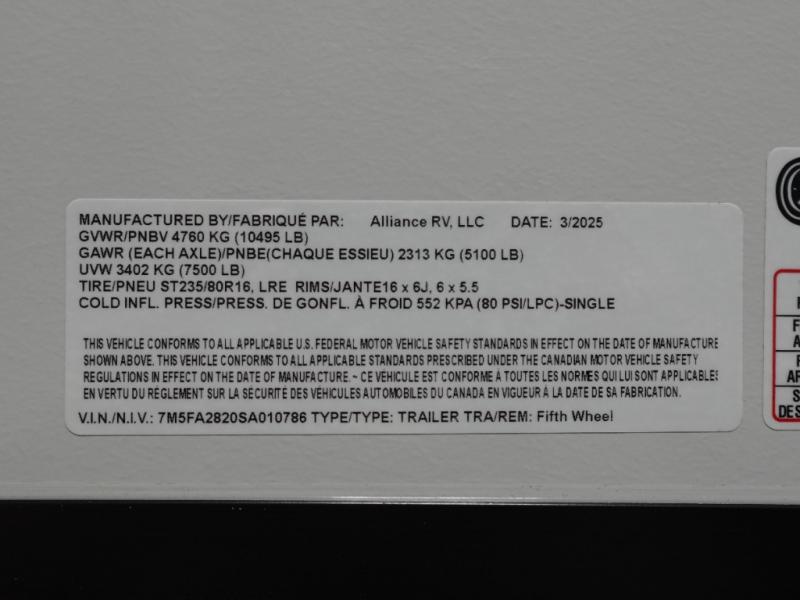 MANUFACTURED BY/FABRIQUÉ PAR: Alliance RV, LLC DATE: 3/2025
GVWR/PNBV 4760 KG (10495 LB)
GAWR (EACH AXLE)/PNBE(CHAQUE ESSIEU) 2313 KG (5100 LB)
UVW 3402 KG (7500 LB)
TIRE/PNEU ST235/80R16, LRE RIMS/JANTE16 x 6J, 6 x 5.5
COLD INFL. PRESS/PRESS. DE GONFL. À FROID 552 KPA (80 PSI/LPC)-SINGLE
THIS VEHICLE CONFORMS TO ALL APPLICABLE U.S. FEDERAL MOTOR VEHICLE SAFETY STANDARDS IN EFFECT ON THE DATE OF MANUFACTURE
SHOWN ABOVE. THIS VEHICLE CONFORMS TO ALL APPLICABLE STANDARDS PRESCRIBED UNDER THE CANADIAN MOTOR VEHICLE SAFETY
REGULATIONS IN EFFECT ON THE DATE OF MANUFACTURE. ~ CE VÉHICULE EST CONFORME À TOUTES LES NORMES QUI LUI SONT APPLICABLES
EN VERTU DU RÉGLEMENT SUR LA SÉCURITÉ DES VÉHICULES AUTOMOBILES DU CANADA EN VIGUEUR À LA DATE DE SA FABRICATION.
V.I.N./N.I.V.: 7M5FA2820SA010786 TYPE/TYPE: TRAILER TRA/REM: Fifth Wheel